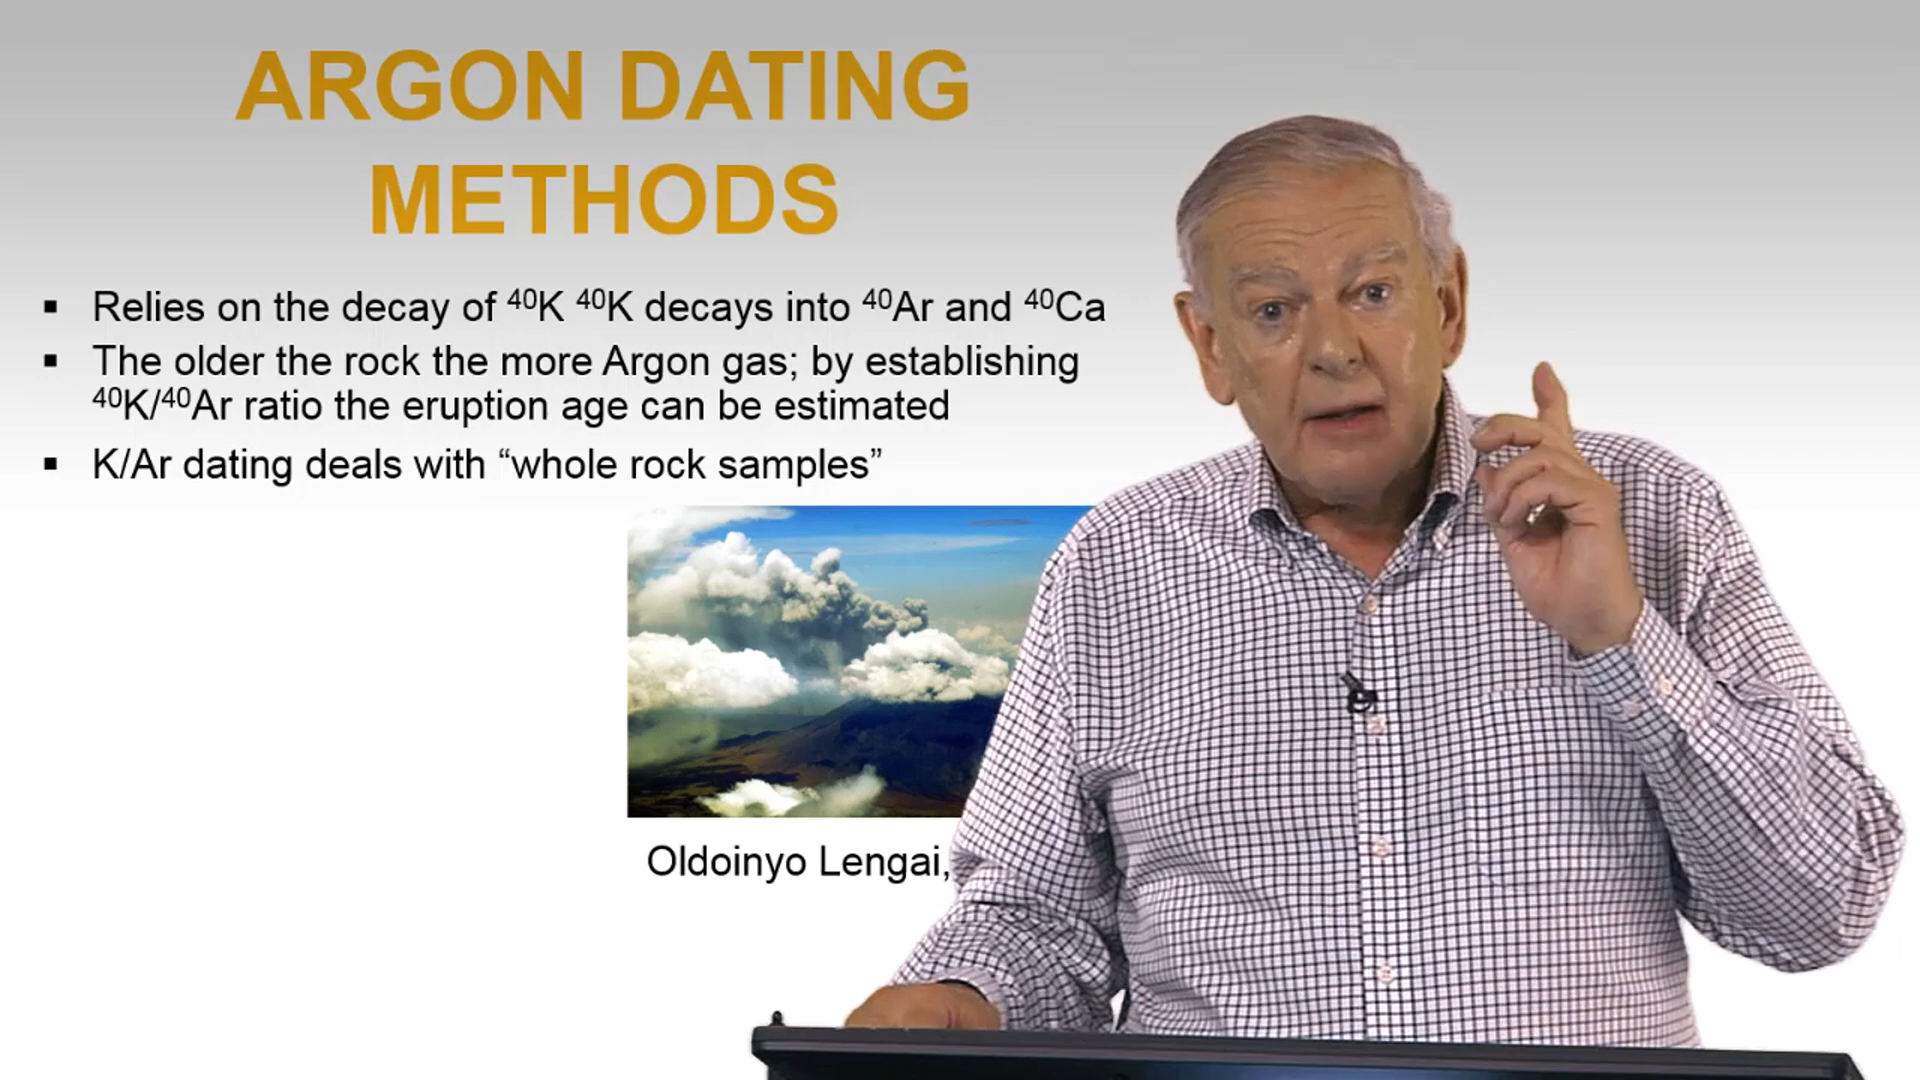 ARGON DATING
METHODS
▪ Relies on the decay of ⁴⁰K ⁴⁰K decays into ⁴⁰Ar and ⁴⁰Ca
▪ The older the rock the more Argon gas; by establishing
⁴⁰K/⁴⁰Ar ratio the eruption age can be estimated
▪ K/Ar dating deals with “whole rock samples”
Oldoinyo Lengai,